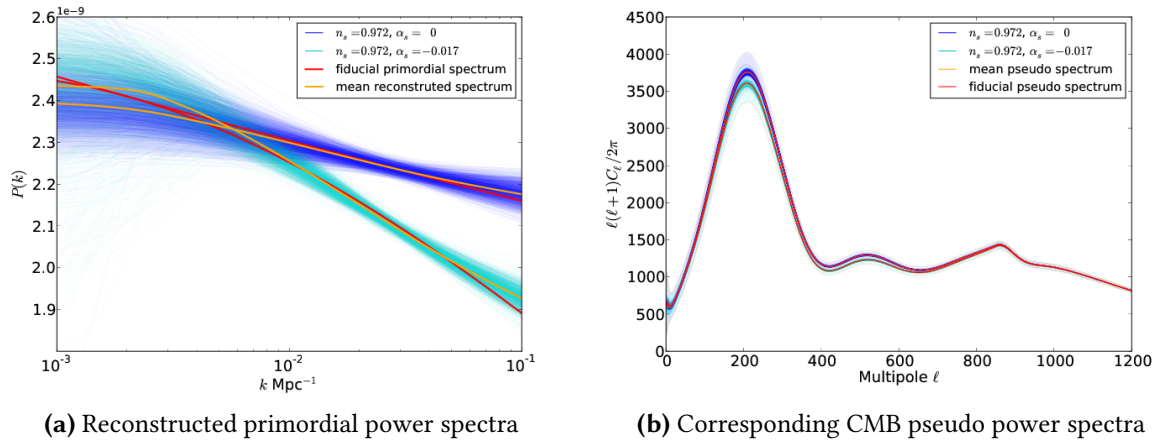 1e−9
2.6
2.5
2.4
2.3
2.2
2.1
2.0
1.9
P(k)
10⁻³
10⁻²
10⁻¹
k Mpc⁻¹
n_s =0.972, α_s = 0
n_s =0.972, α_s =−0.017
fiducial primordial spectrum
mean reconstruted spectrum
(a) Reconstructed primordial power spectra
4500
4000
3500
3000
2500
2000
1500
1000
500
0
ℓ(ℓ+1)C_ℓ/2π
0
200
400
600
800
1000
1200
Multipole ℓ
n_s =0.972, α_s = 0
n_s =0.972, α_s =−0.017
mean pseudo spectrum
fiducial pseudo spectrum
(b) Corresponding CMB pseudo power spectra